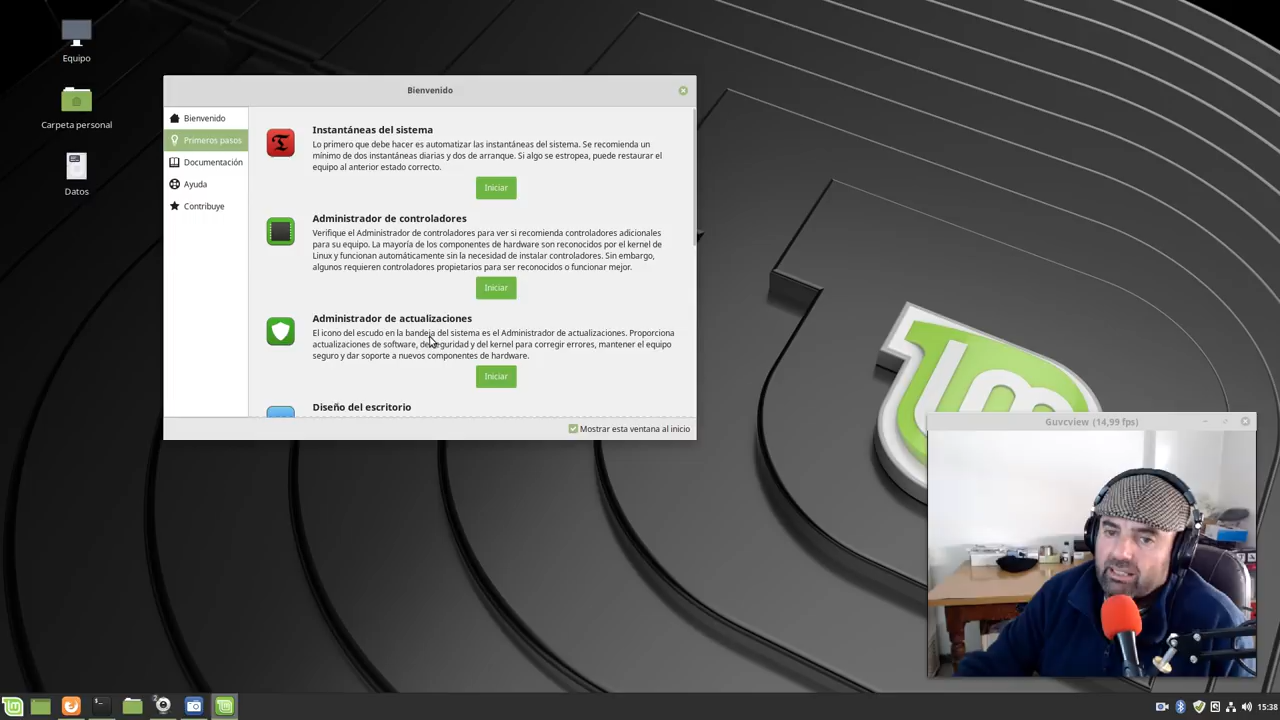 Equipo
Carpeta personal
Datos
Bienvenido
Bienvenido
Primeros pasos
Documentación
Ayuda
Contribuye
Instantáneas del sistema
Lo primero que debe hacer es automatizar las instantáneas del sistema. Se recomienda un
mínimo de dos instantáneas diarias y dos de arranque. Si algo se estropea, puede restaurar el
equipo al anterior estado correcto.
Iniciar
Administrador de controladores
Verifique el Administrador de controladores para ver si recomienda controladores adicionales
para su equipo. La mayoría de los componentes de hardware son reconocidos por el kernel de
Linux y funcionan automáticamente sin la necesidad de instalar controladores. Sin embargo,
algunos requieren controladores propietarios para ser reconocidos o funcionar mejor.
Iniciar
Administrador de actualizaciones
El icono del escudo en la bandeja del sistema es el Administrador de actualizaciones. Proporciona
actualizaciones de software, de seguridad y del kernel para corregir errores, mantener el equipo
seguro y dar soporte a nuevos componentes de hardware.
Iniciar
Diseño del escritorio
Mostrar esta ventana al inicio
Guvcview (14,99 fps)
15:38